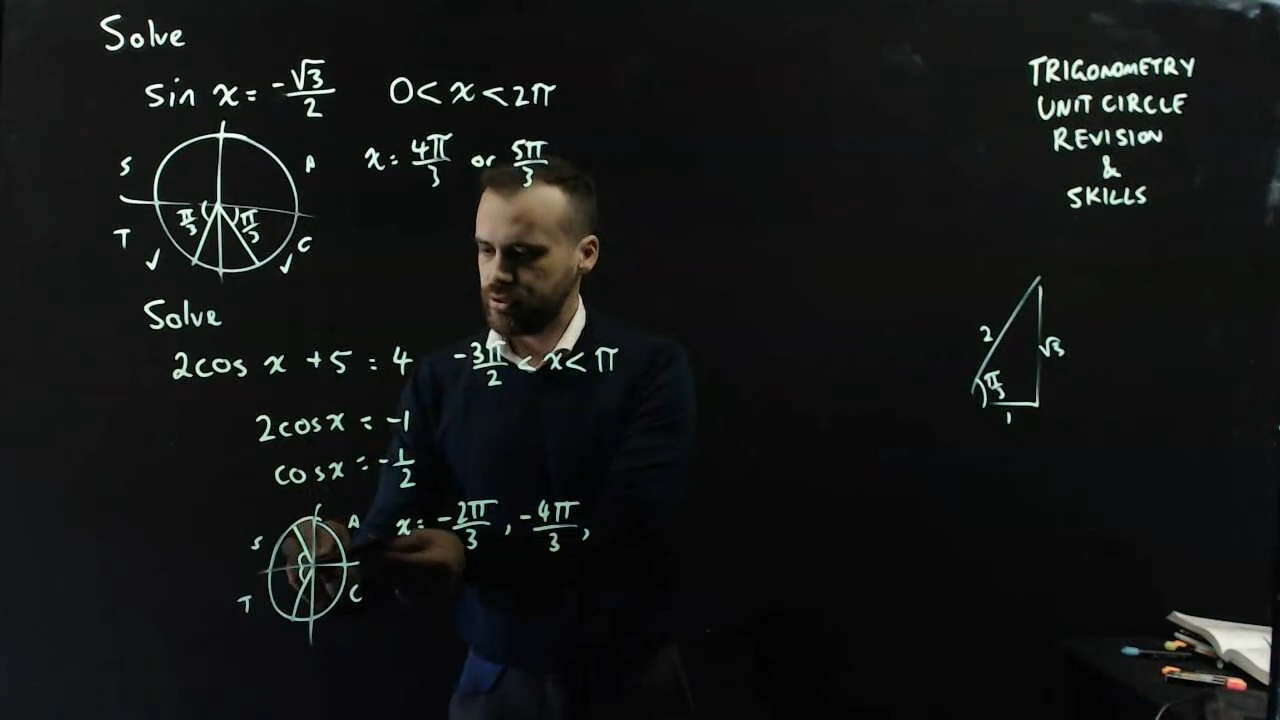 Solve
sin x = -√3/2 0 < x < 2π
S A
x = 4π/3 or 5π/3
π/3 π/3
T C
Solve
2cos x + 5 = 4 -3π/2 < x < π
2cos x = -1
cos x = -1/2
S A
x = -2π/3, -4π/3,
T C
TRIGONOMETRY
UNIT CIRCLE
REVISION
&
SKILLS
2
√3
π/3
1